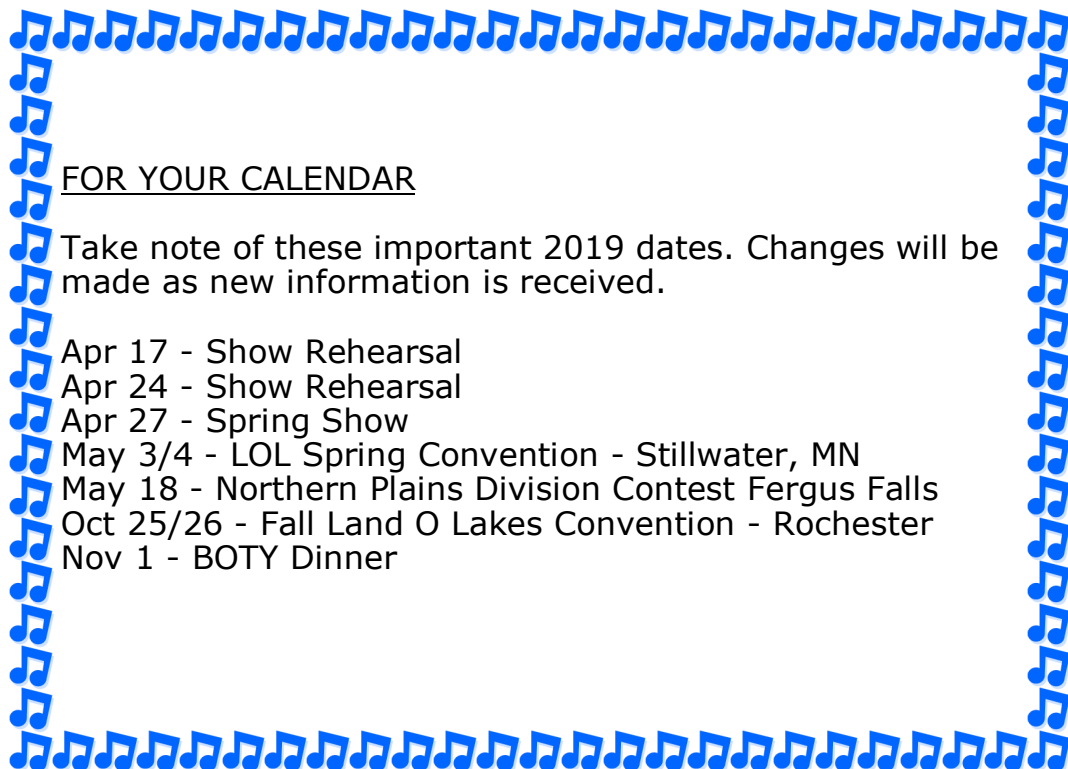 FOR YOUR CALENDAR
Take note of these important 2019 dates. Changes will be
made as new information is received.
Apr 17 - Show Rehearsal
Apr 24 - Show Rehearsal
Apr 27 - Spring Show
May 3/4 - LOL Spring Convention - Stillwater, MN
May 18 - Northern Plains Division Contest Fergus Falls
Oct 25/26 - Fall Land O Lakes Convention - Rochester
Nov 1 - BOTY Dinner